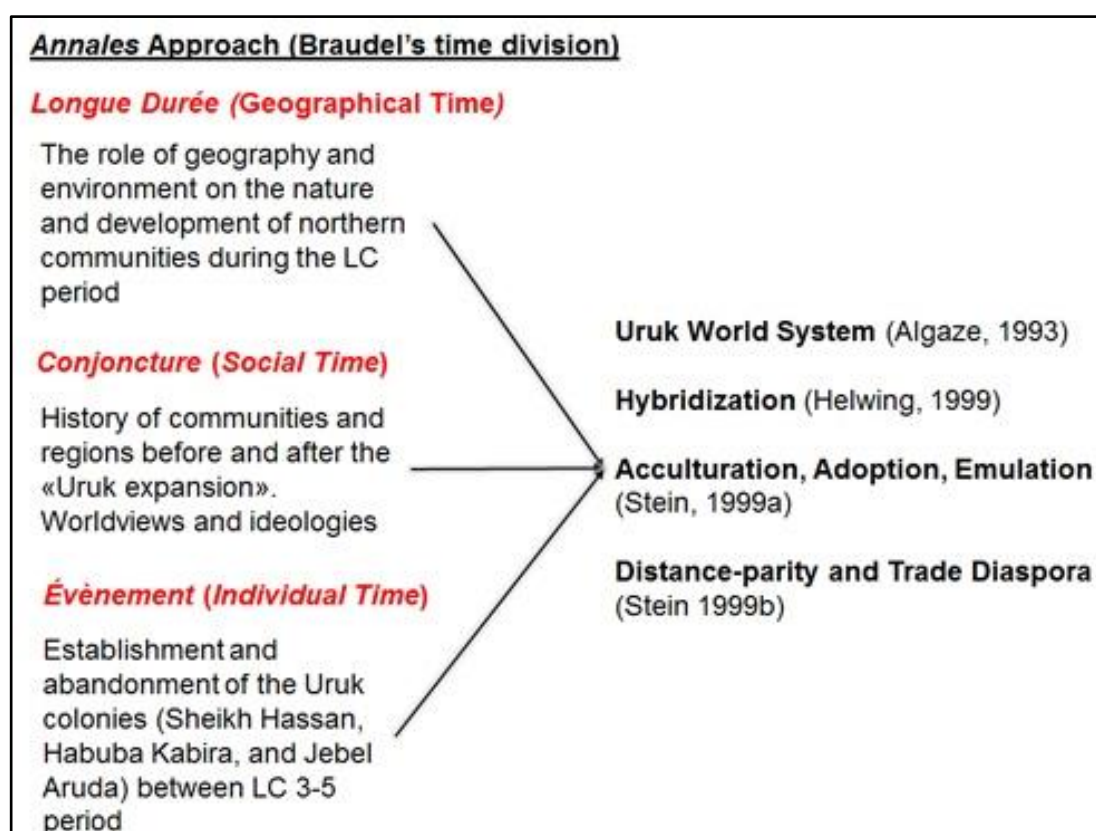 Annales Approach (Braudel's time division)
Longue Durée (Geographical Time)
The role of geography and
environment on the nature
and development of northern
communities during the LC
period
Conjoncture (Social Time)
History of communities and
regions before and after the
«Uruk expansion».
Worldviews and ideologies
Évènement (Individual Time)
Establishment and
abandonment of the Uruk
colonies (Sheikh Hassan,
Habuba Kabira, and Jebel
Aruda) between LC 3-5
period
Uruk World System (Algaze, 1993)
Hybridization (Helwing, 1999)
Acculturation, Adoption, Emulation
(Stein, 1999a)
Distance-parity and Trade Diaspora
(Stein 1999b)